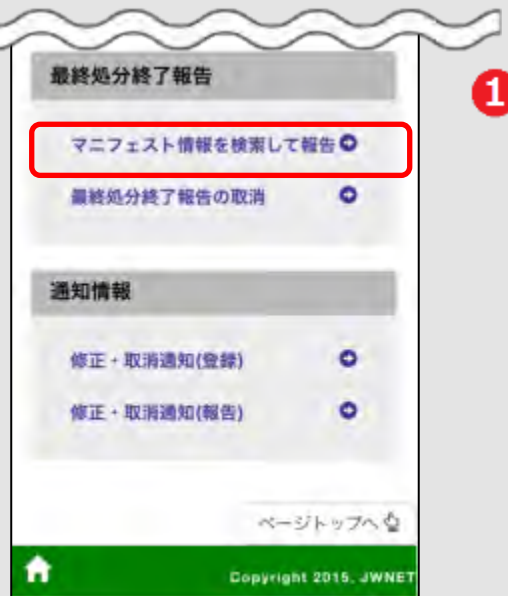 最終処分終了報告
1
マニフェスト情報を検索して報告
最終処分終了報告の取消
通知情報
修正・取消通知(登録)
修正・取消通知(報告)
ページトップへ
Copyright 2015, JWNET